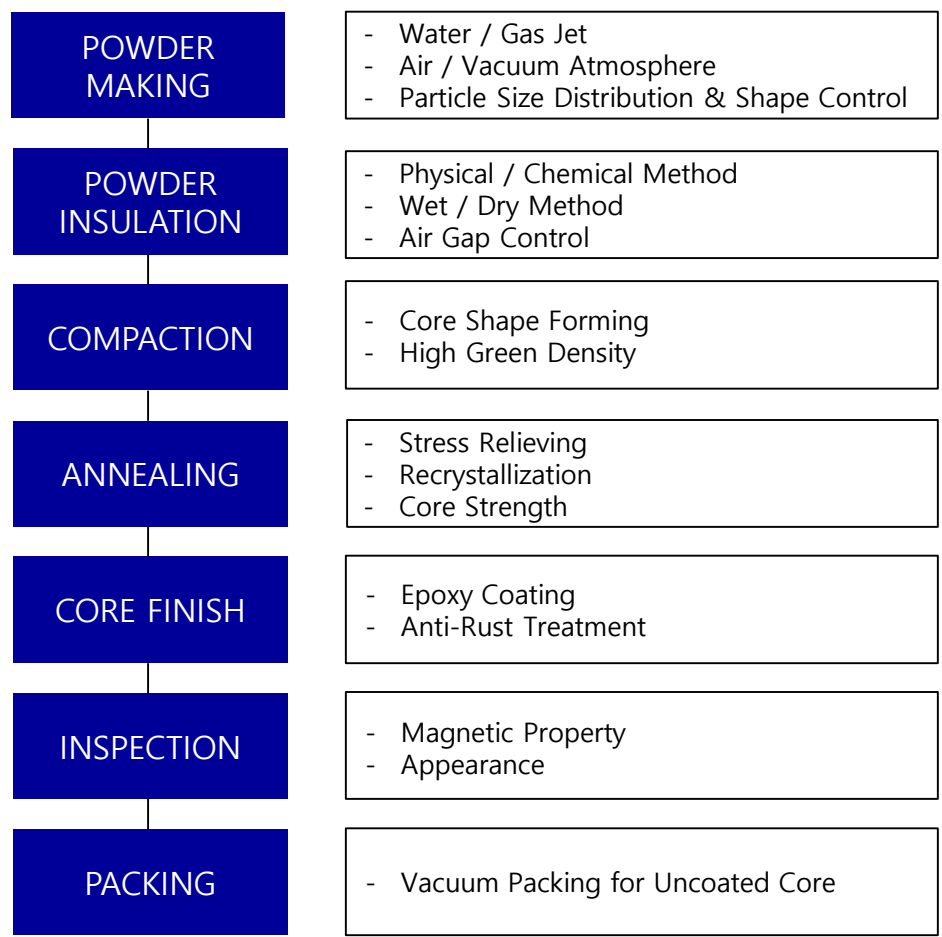 POWDER
MAKING
- Water / Gas Jet
- Air / Vacuum Atmosphere
- Particle Size Distribution & Shape Control
POWDER
INSULATION
- Physical / Chemical Method
- Wet / Dry Method
- Air Gap Control
COMPACTION
- Core Shape Forming
- High Green Density
ANNEALING
- Stress Relieving
- Recrystallization
- Core Strength
CORE FINISH
- Epoxy Coating
- Anti-Rust Treatment
INSPECTION
- Magnetic Property
- Appearance
PACKING
- Vacuum Packing for Uncoated Core